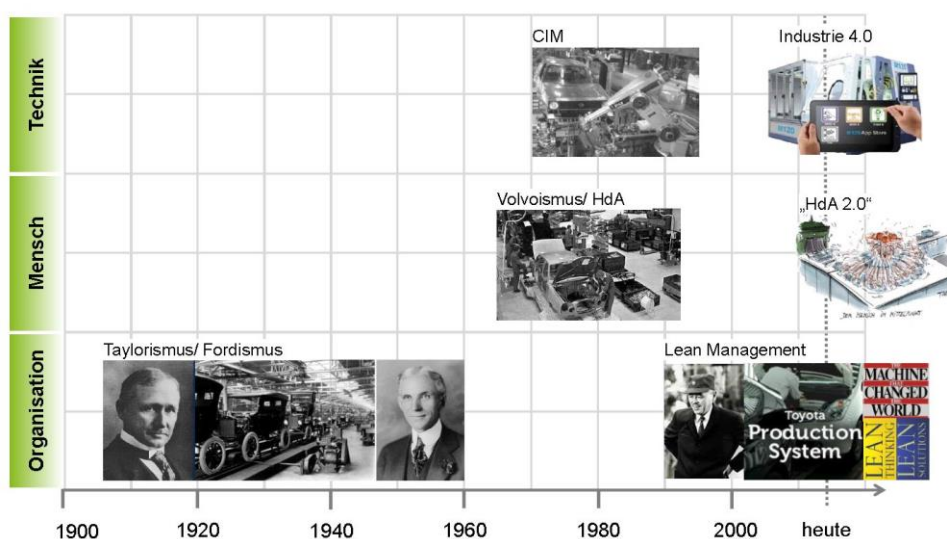 Technik
CIM
Industrie 4.0
Mensch
Volvoismus/ HdA
„HdA 2.0“
Organisation
Taylorismus/ Fordismus
Lean Management
Toyota
Production
System
MACHINE
THAT
CHANGED
THE
WORLD
LEAN
THINKING
LEAN
SOLUTIONS
1900
1920
1940
1960
1980
2000
heute